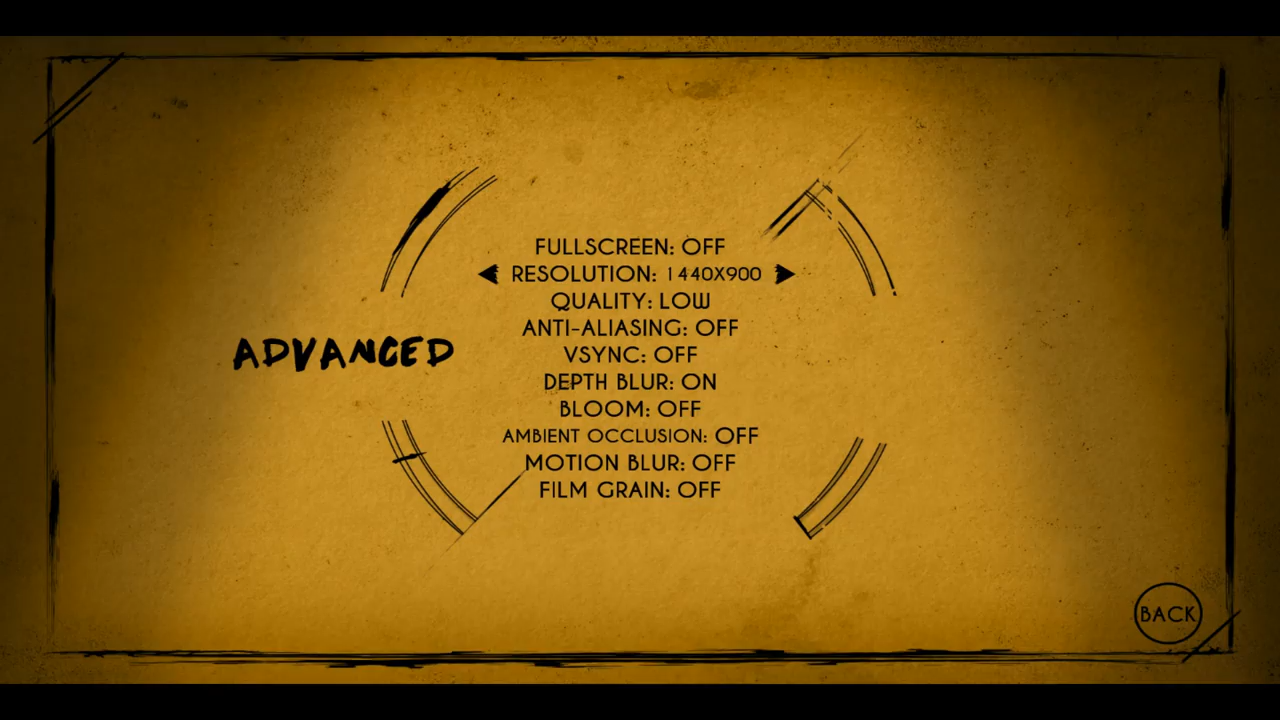 FULLSCREEN: OFF
RESOLUTION: 1440X900
QUALITY: LOW
ANTI-ALIASING: OFF
ADVANCED
VSYNC: OFF
DEPTH BLUR: ON
BLOOM: OFF
AMBIENT OCCLUSION: OFF
MOTION BLUR: OFF
FILM GRAIN: OFF
BACK